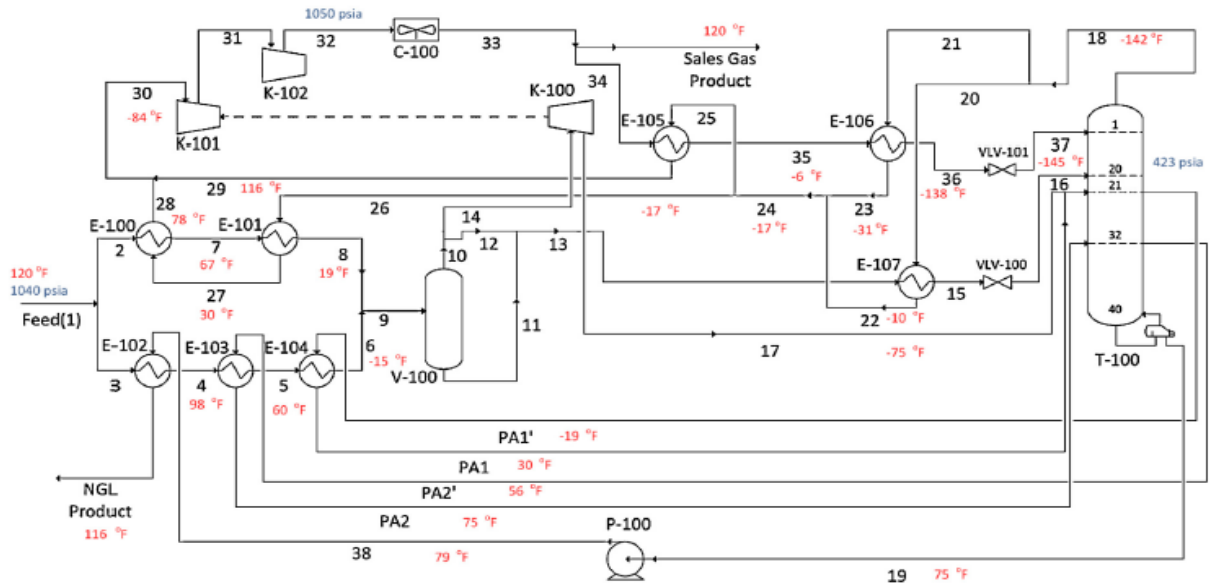 1050 psia
31
32
C-100
33
120 °F
Sales Gas
Product
21
18
-142 °F
30
-84 °F
K-101
K-102
K-100
34
20
E-105
25
E-106
1
VLV-101
37
-145 °F
423 psia
35
-6 °F
36
-138 °F
20
16
21
29
116 °F
28
78 °F
26
-17 °F
24
-17 °F
23
-31 °F
E-100
E-101
2
7
67 °F
8
19 °F
14
12
13
10
32
E-107
VLV-100
15
120 °F
1040 psia
Feed(1)
27
30 °F
9
11
22
-10 °F
40
T-100
E-102
E-103
E-104
6
-15 °F
V-100
17
-75 °F
3
4
98 °F
5
60 °F
PA1'
-19 °F
PA1
30 °F
NGL
Product
116 °F
PA2'
56 °F
PA2
75 °F
P-100
38
79 °F
19
75 °F